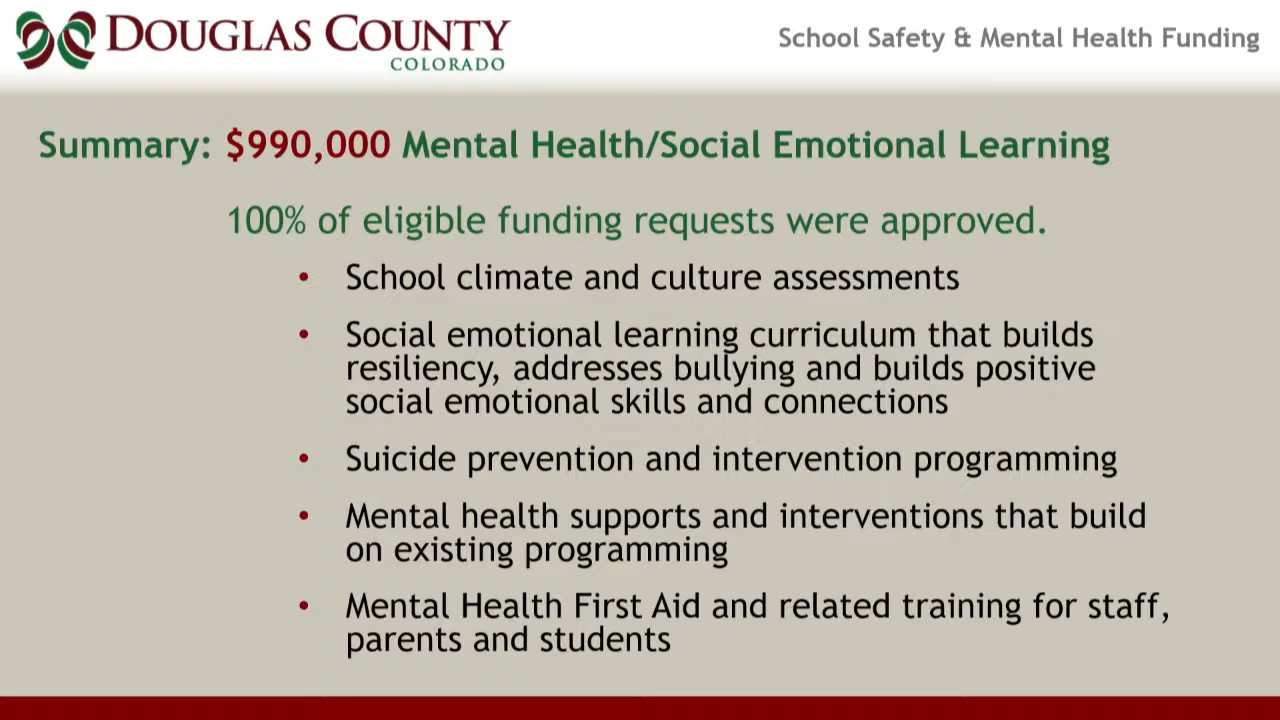 DOUGLAS COUNTY
COLORADO
School Safety & Mental Health Funding
Summary: $990,000 Mental Health/Social Emotional Learning
100% of eligible funding requests were approved.
• School climate and culture assessments
• Social emotional learning curriculum that builds
resiliency, addresses bullying and builds positive
social emotional skills and connections
• Suicide prevention and intervention programming
• Mental health supports and interventions that build
on existing programming
• Mental Health First Aid and related training for staff,
parents and students